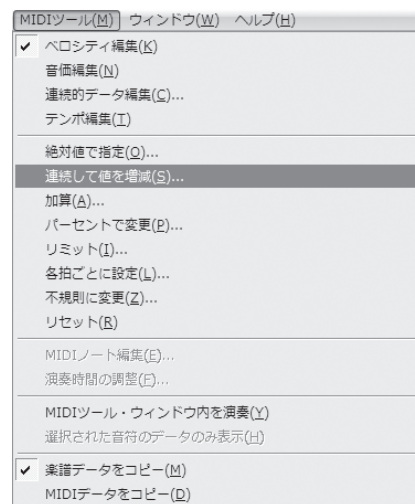 MIDIツール(M) ウィンドウ(W) ヘルプ(H)
ベロシティ編集(K)
音価編集(N)
連続的データ編集(C)...
テンポ編集(T)
絶対値で指定(O)...
連続して値を増減(S)...
加算(A)...
パーセントで変更(P)...
リミット(I)...
各拍ごとに設定(L)...
不規則に変更(Z)...
リセット(R)
MIDIノート編集(E)...
演奏時間の調整(F)...
MIDIツール・ウィンドウ内を演奏(Y)
選択された音符のデータのみ表示(H)
楽譜データをコピー(M)
MIDIデータをコピー(D)